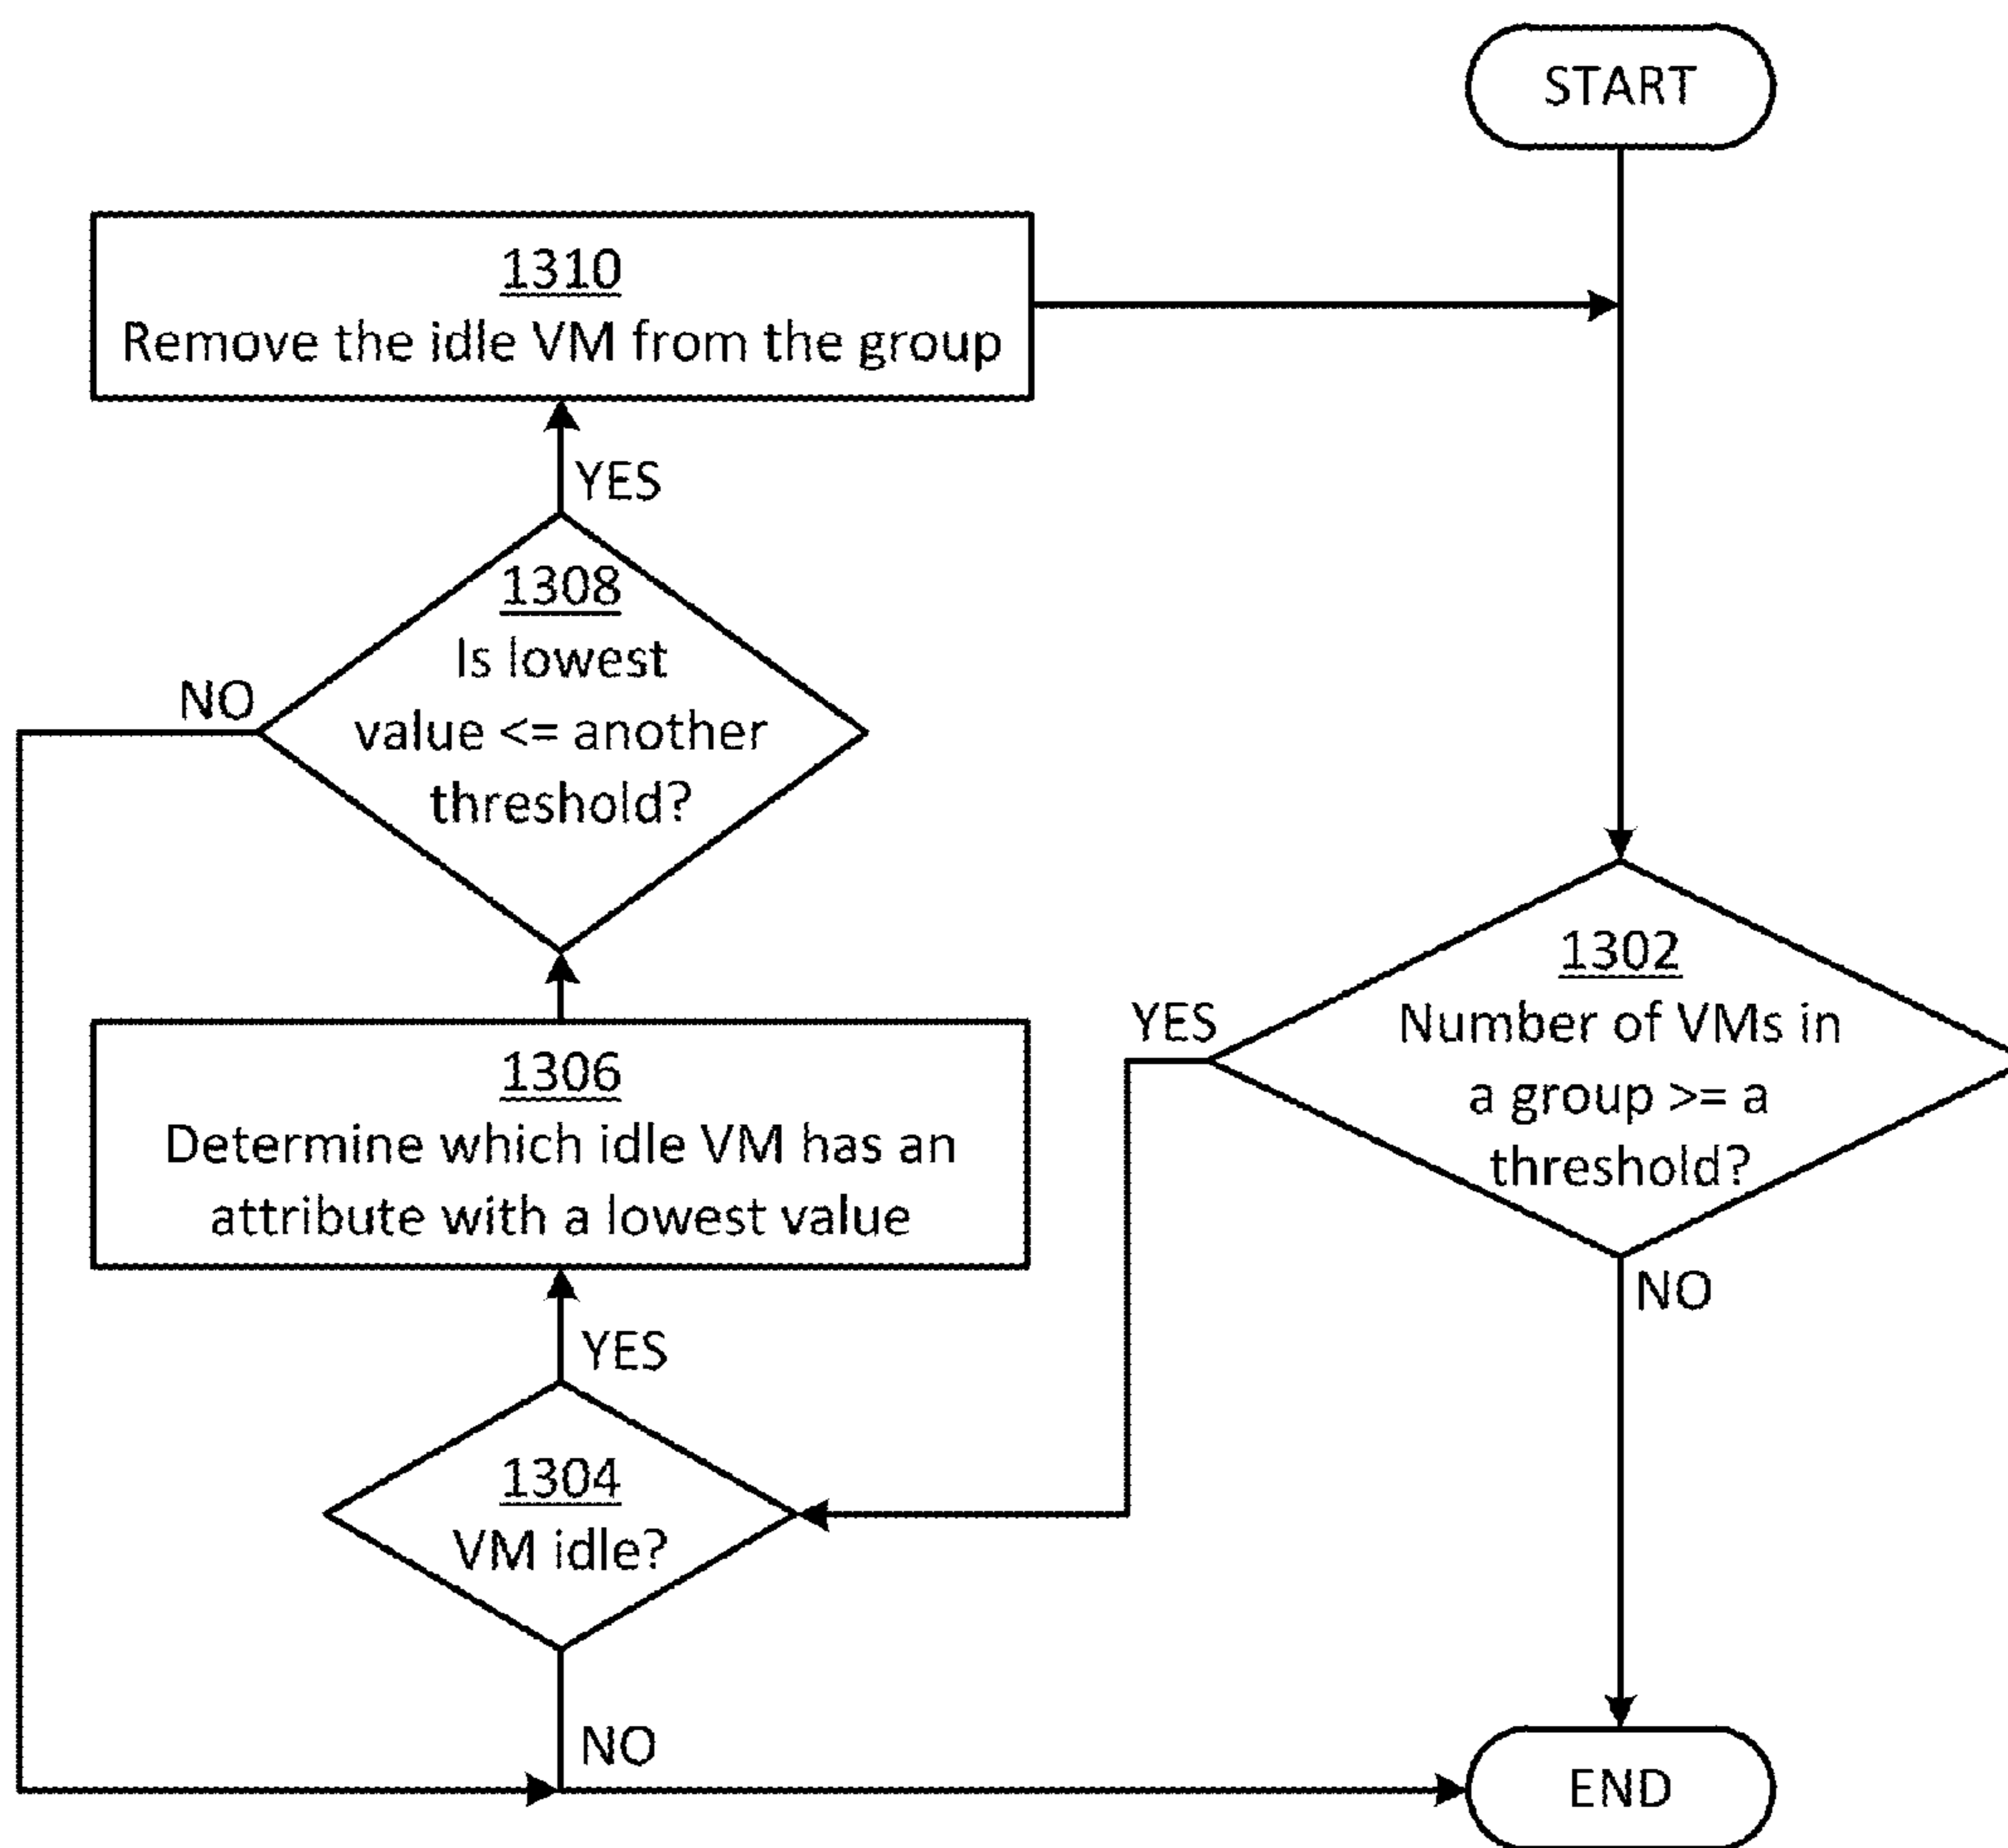 START
1310
Remove the idle VM from the group
YES
1308
Is lowest
value <= another
threshold?
NO
1302
Number of VMs in
a group >= a
threshold?
YES
NO
1306
Determine which idle VM has an
attribute with a lowest value
YES
1304
VM idle?
NO
END